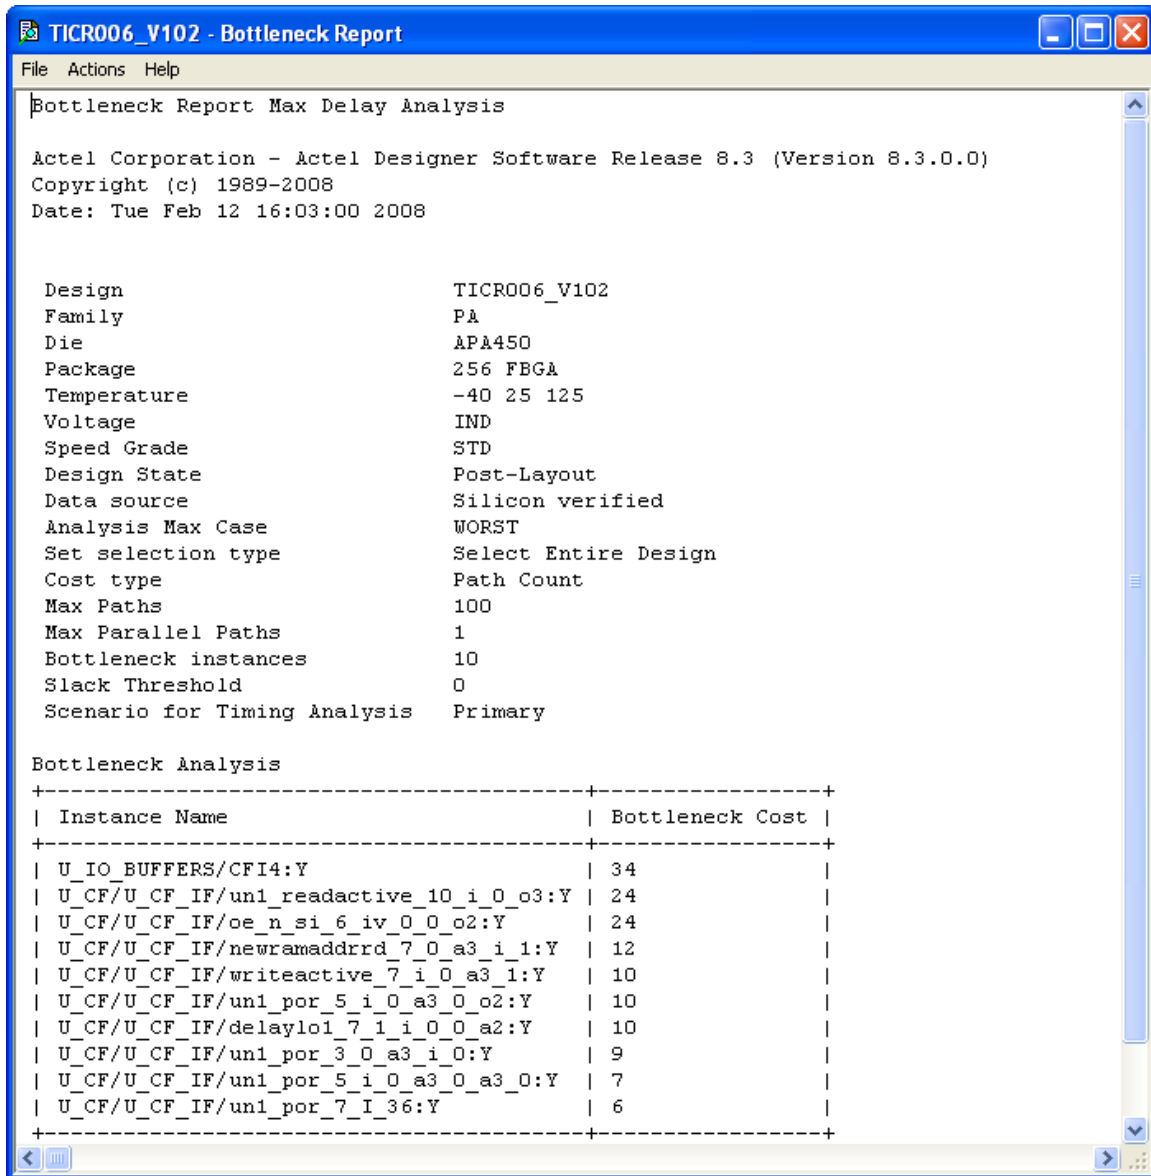 TICR006_V102 - Bottleneck Report
File Actions Help
Bottleneck Report Max Delay Analysis
Actel Corporation - Actel Designer Software Release 8.3 (Version 8.3.0.0)
Copyright (c) 1989-2008
Date: Tue Feb 12 16:03:00 2008
Design TICR006_V102
Family PA
Die APA450
Package 256 FBGA
Temperature -40 25 125
Voltage IND
Speed Grade STD
Design State Post-Layout
Data source Silicon verified
Analysis Max Case WORST
Set selection type Select Entire Design
Cost type Path Count
Max Paths 100
Max Parallel Paths 1
Bottleneck instances 10
Slack Threshold 0
Scenario for Timing Analysis Primary
Bottleneck Analysis
+------------------------------------------+------------------+
| Instance Name | Bottleneck Cost |
+------------------------------------------+------------------+
| U_IO_BUFFERS/CFI4:Y | 34 |
| U_CF/U_CF_IF/un1_readactive_10_i_0_o3:Y | 24 |
| U_CF/U_CF_IF/oe_n_si_6_iv_0_0_o2:Y | 24 |
| U_CF/U_CF_IF/newramaddrrd_7_0_a3_i_1:Y | 12 |
| U_CF/U_CF_IF/writeactive_7_i_0_a3_1:Y | 10 |
| U_CF/U_CF_IF/un1_por_5_i_0_a3_0_o2:Y | 10 |
| U_CF/U_CF_IF/delaylo1_7_1_i_0_0_a2:Y | 10 |
| U_CF/U_CF_IF/un1_por_3_0_a3_i_0:Y | 9 |
| U_CF/U_CF_IF/un1_por_5_i_0_a3_0_a3_0:Y | 7 |
| U_CF/U_CF_IF/un1_por_7_I_36:Y | 6 |
+------------------------------------------+------------------+